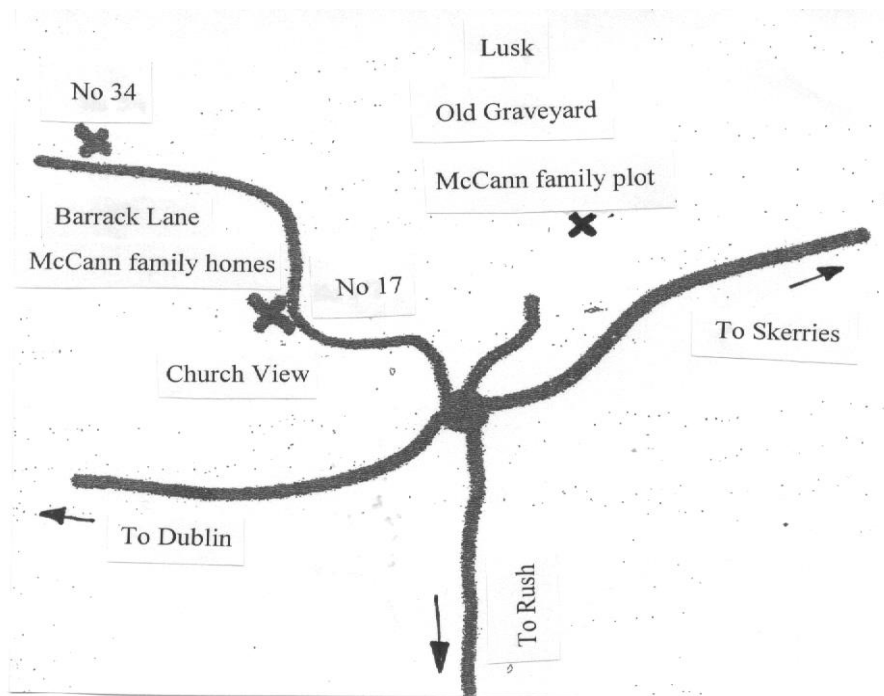 Lusk
No 34
Old Graveyard
McCann family plot
Barrack Lane
McCann family homes
No 17
To Skerries
Church View
To Dublin
To Rush